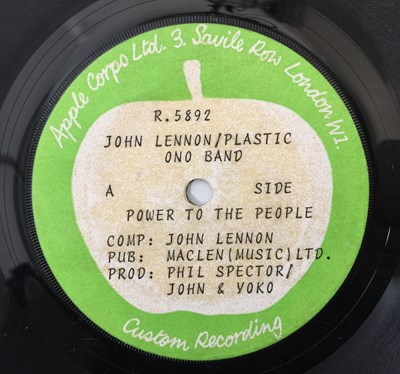 Apple Corps Ltd. 3. Savile Row London W1.
R.5892
JOHN LENNON/PLASTIC
ONO BAND
A SIDE
POWER TO THE PEOPLE
COMP: JOHN LENNON
PUB: MACLEN(MUSIC)LTD.
PROD: PHIL SPECTOR/
JOHN & YOKO
Custom Recording